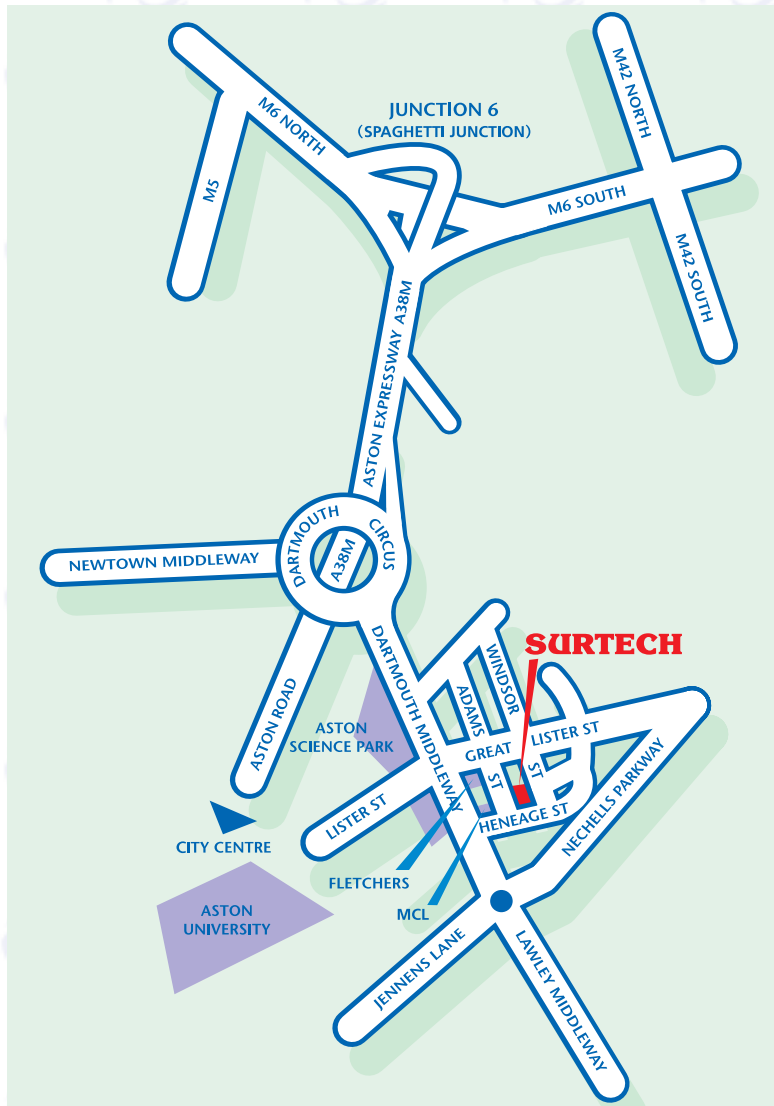 M42 NORTH
JUNCTION 6
(SPAGHETTI JUNCTION)
M6 NORTH
M5
M6 SOUTH
M42 SOUTH
ASTON EXPRESSWAY A38M
DARTMOUTH CIRCUS
A38M
NEWTOWN MIDDLEWAY
DARTMOUTH MIDDLEWAY
SURTECH
WINDSOR ST
ADAMS ST
ASTON ROAD
ASTON
SCIENCE PARK
GREAT LISTER ST
LISTER ST
HENEAGE ST
NECHELLS PARKWAY
CITY CENTRE
FLETCHERS
MCL
ASTON
UNIVERSITY
JENNENS LANE
LAWLEY MIDDLEWAY